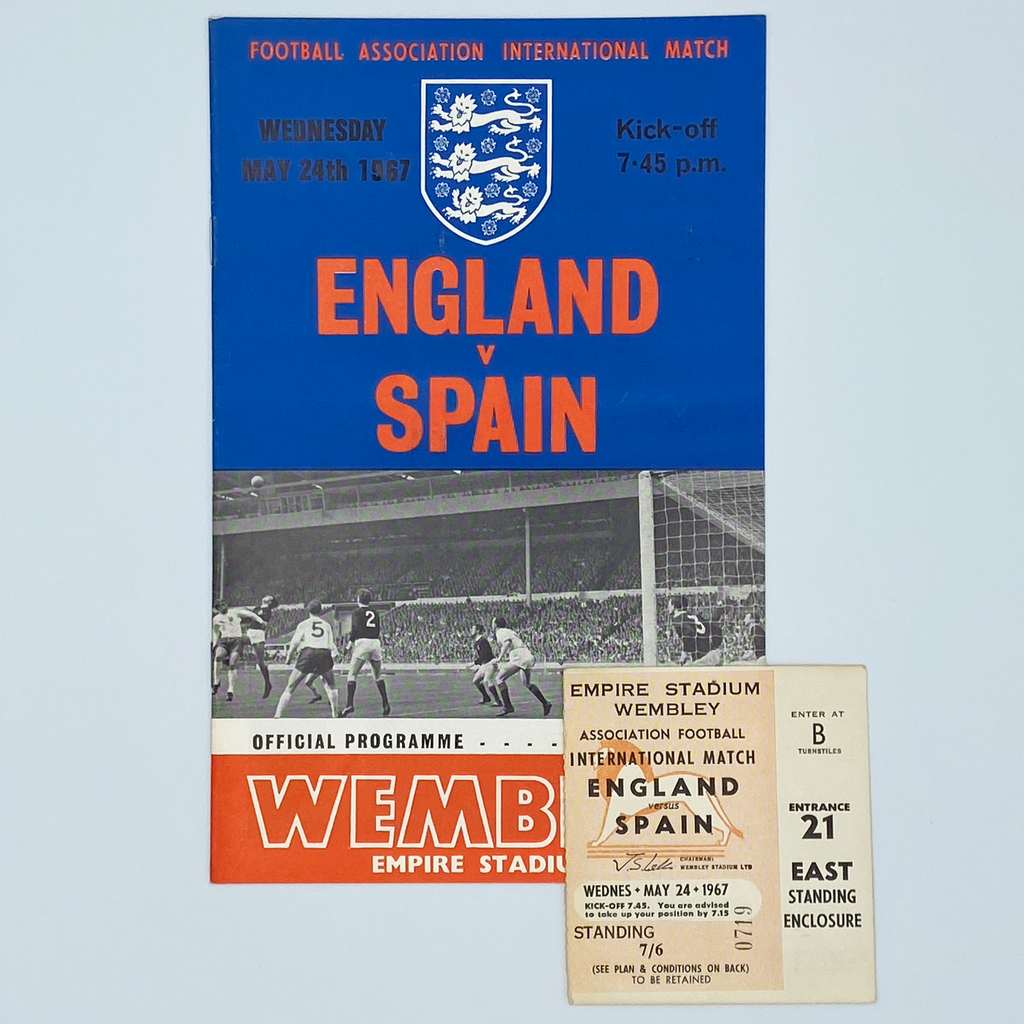 FOOTBALL ASSOCIATION INTERNATIONAL MATCH
WEDNESDAY
MAY 24th 1967
Kick-off
7·45 p.m.
ENGLAND
v
SPAIN
5
2
3
OFFICIAL PROGRAMME - - - -
WEMB
EMPIRE STADIU
EMPIRE STADIUM
WEMBLEY
ASSOCIATION FOOTBALL
INTERNATIONAL MATCH
ENGLAND
versus
SPAIN
CHAIRMAN:
WEMBLEY STADIUM LTD
WEDNES • MAY 24 • 1967
KICK-OFF 7.45. You are advised
to take up your position by 7.15
STANDING
7/6
0719
(SEE PLAN & CONDITIONS ON BACK)
TO BE RETAINED
ENTER AT
B
TURNSTILES
ENTRANCE
21
EAST
STANDING
ENCLOSURE